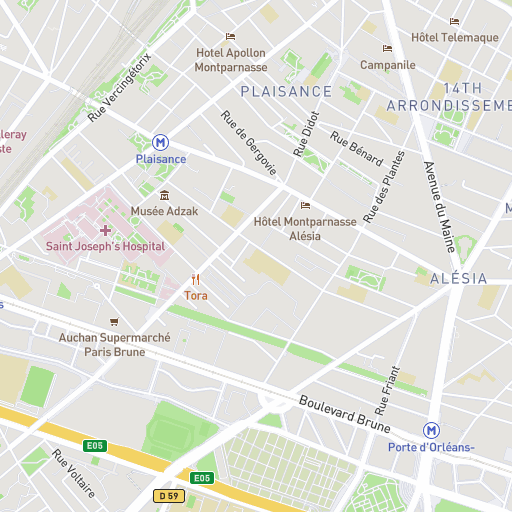 Hôtel Telemaque
Hotel Apollon
Montparnasse
Campanile
Rue Vercingétorix
PLAISANCE
14TH
ARRONDISSEME
Rue de Gergovie
Rue Didot
Rue Bénard
leray
ste
M
Plaisance
Rue des Plantes
Avenue du Maine
Musée Adzak
M
Hôtel Montparnasse
Alésia
Saint Joseph's Hospital
ALÉSIA
Tora
s
Auchan Supermarché
Paris Brune
Rue Friant
Boulevard Brune
M
Porte d'Orléans-
E05
Rue Voltaire
E05
D 59